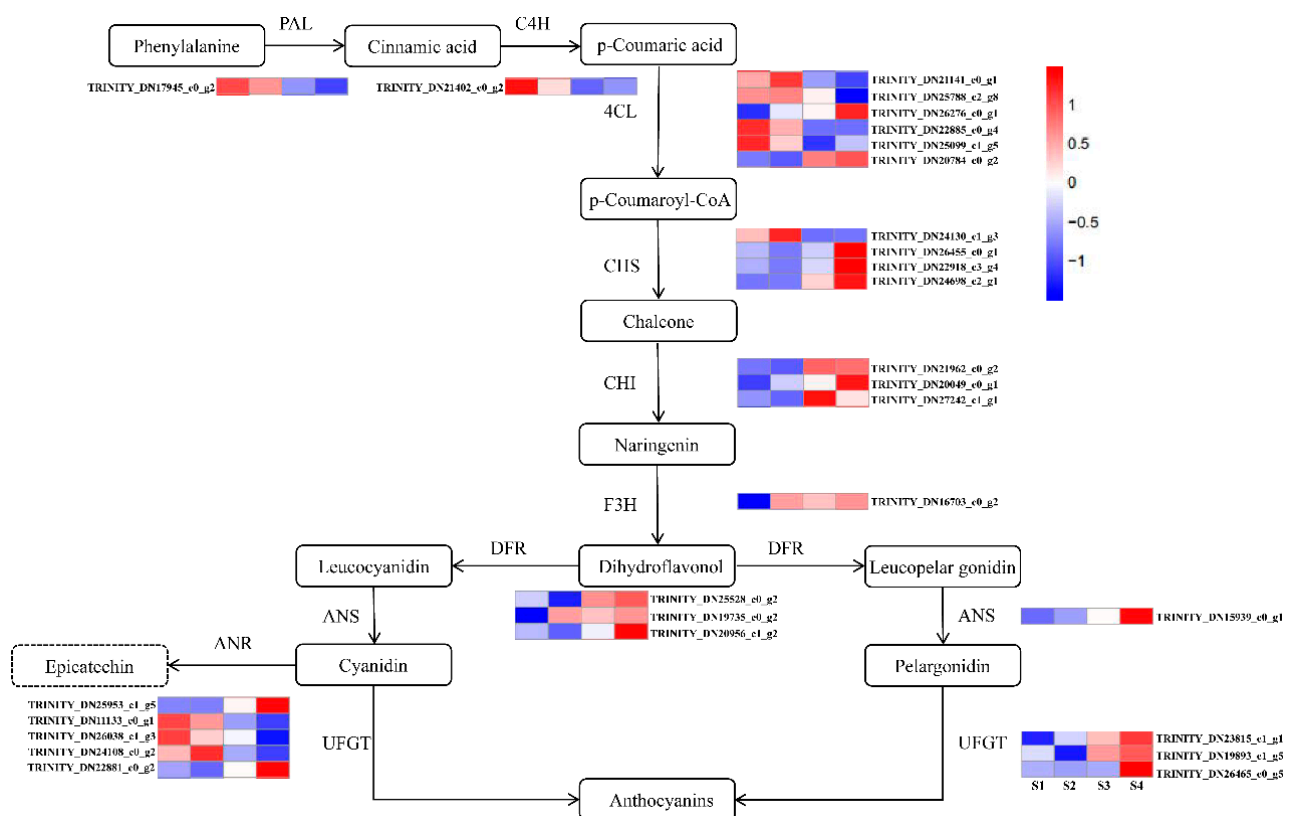 PAL
C4H
Phenylalanine
Cinnamic acid
p-Coumaric acid
TRINITY_DN17945_c0_g2
TRINITY_DN21402_c0_g2
4CL
TRINITY_DN21141_c0_g1
TRINITY_DN25788_c2_g8
TRINITY_DN26276_c0_g1
TRINITY_DN22885_c0_g4
TRINITY_DN25099_c1_g5
TRINITY_DN20784_c0_g2
1
0.5
0
−0.5
−1
p-Coumaroyl-CoA
CHS
TRINITY_DN24130_c1_g3
TRINITY_DN26455_c0_g1
TRINITY_DN22918_c3_g4
TRINITY_DN24698_c2_g1
Chalcone
CHI
TRINITY_DN21962_c0_g2
TRINITY_DN20049_c0_g1
TRINITY_DN27242_c1_g1
Naringenin
F3H
TRINITY_DN16703_c0_g2
DFR
DFR
Leucocyanidin
Dihydroflavonol
Leucopelar gonidin
TRINITY_DN25528_c0_g2
TRINITY_DN19735_c0_g2
TRINITY_DN20956_c1_g2
ANS
ANS
TRINITY_DN15939_c0_g1
ANR
Epicatechin
Cyanidin
Pelargonidin
TRINITY_DN25953_c1_g5
TRINITY_DN11133_c0_g1
TRINITY_DN26038_c1_g3
TRINITY_DN24108_c0_g2
TRINITY_DN22881_c0_g2
UFGT
UFGT
TRINITY_DN23815_c1_g1
TRINITY_DN19893_c1_g5
TRINITY_DN26465_c0_g5
S1 S2 S3 S4
Anthocyanins